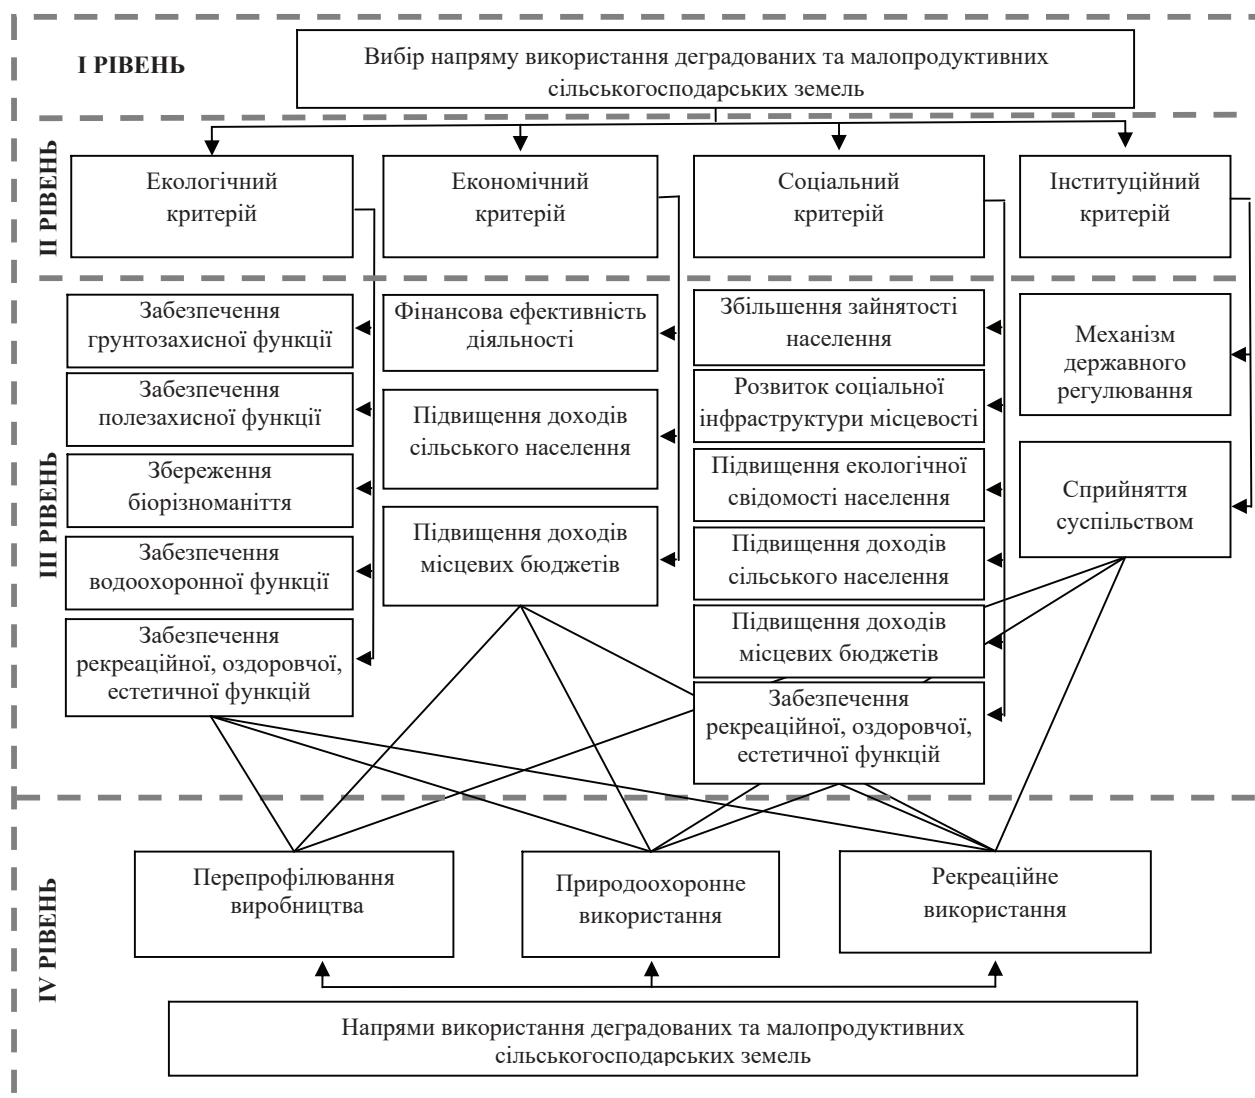 І РІВЕНЬ
Вибір напряму використання деградованих та малопродуктивних
сільськогосподарських земель
ІІ РІВЕНЬ
Екологічний
критерій
Економічний
критерій
Соціальний
критерій
Інституційний
критерій
ІІІ РІВЕНЬ
Забезпечення
грунтозахисної функції
Забезпечення
полезахисної функції
Збереження
біорізноманіття
Забезпечення
водоохоронної функції
Забезпечення
рекреаційної, оздоровчої,
естетичної функцій
Фінансова ефективність
діяльності
Підвищення доходів
сільського населення
Підвищення доходів
місцевих бюджетів
Збільшення зайнятості
населення
Розвиток соціальної
інфраструктури місцевості
Підвищення екологічної
свідомості населення
Підвищення доходів
сільського населення
Підвищення доходів
місцевих бюджетів
Забезпечення
рекреаційної, оздоровчої,
естетичної функцій
Механізм
державного
регулювання
Сприйняття
суспільством
IV РІВЕНЬ
Перепрофілювання
виробництва
Природоохоронне
використання
Рекреаційне
використання
Напрями використання деградованих та малопродуктивних
сільськогосподарських земель